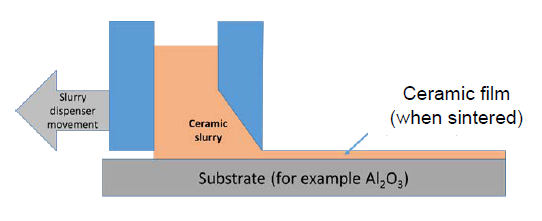 Slurry
dispenser
movement
Ceramic
slurry
Ceramic film
(when sintered)
Substrate (for example Al₂O₃)